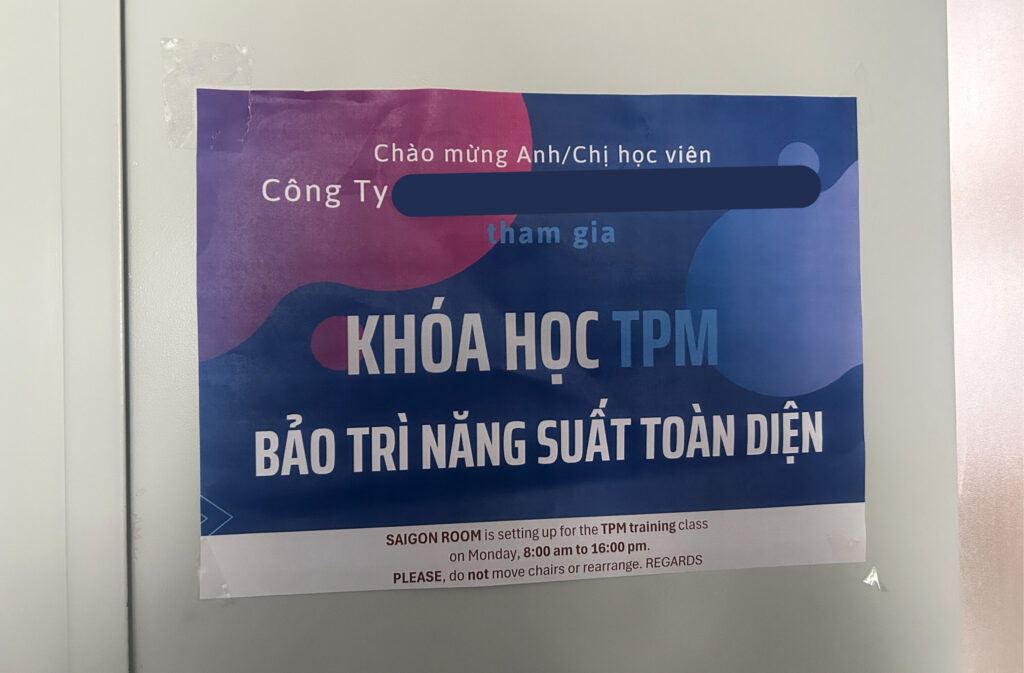 Chào mừng Anh/Chị học viên
Công Ty
tham gia
KHÓA HỌC TPM
BẢO TRÌ NĂNG SUẤT TOÀN DIỆN
SAIGON ROOM is setting up for the TPM training class
on Monday, 8:00 am to 16:00 pm.
PLEASE, do not move chairs or rearrange. REGARDS